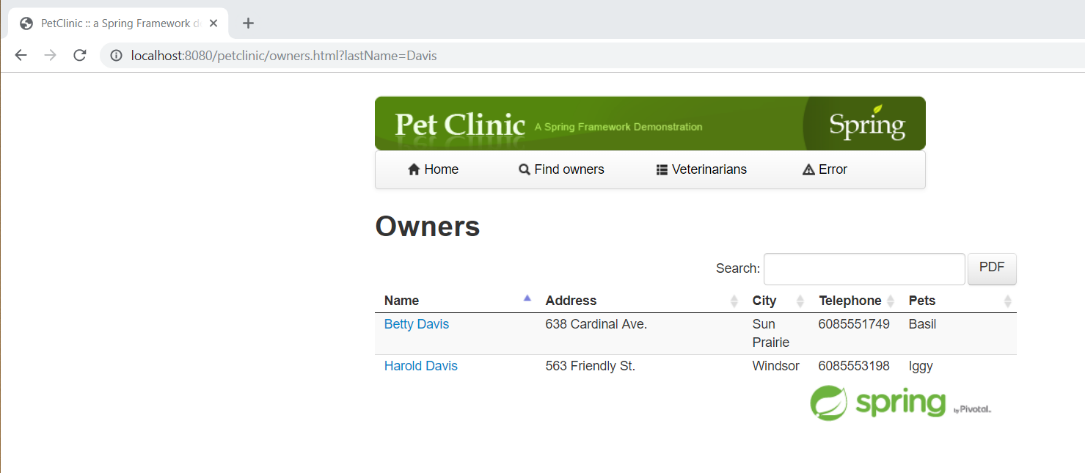 PetClinic :: a Spring Framework d
localhost:8080/petclinic/owners.html?lastName=Davis
Pet Clinic A Spring Framework Demonstration Spring
Home Find owners Veterinarians Error
Owners
Search: PDF
Name Address City Telephone Pets
Betty Davis 638 Cardinal Ave. Sun 6085551749 Basil
Prairie
Harold Davis 563 Friendly St. Windsor 6085553198 Iggy
spring by Pivotal.